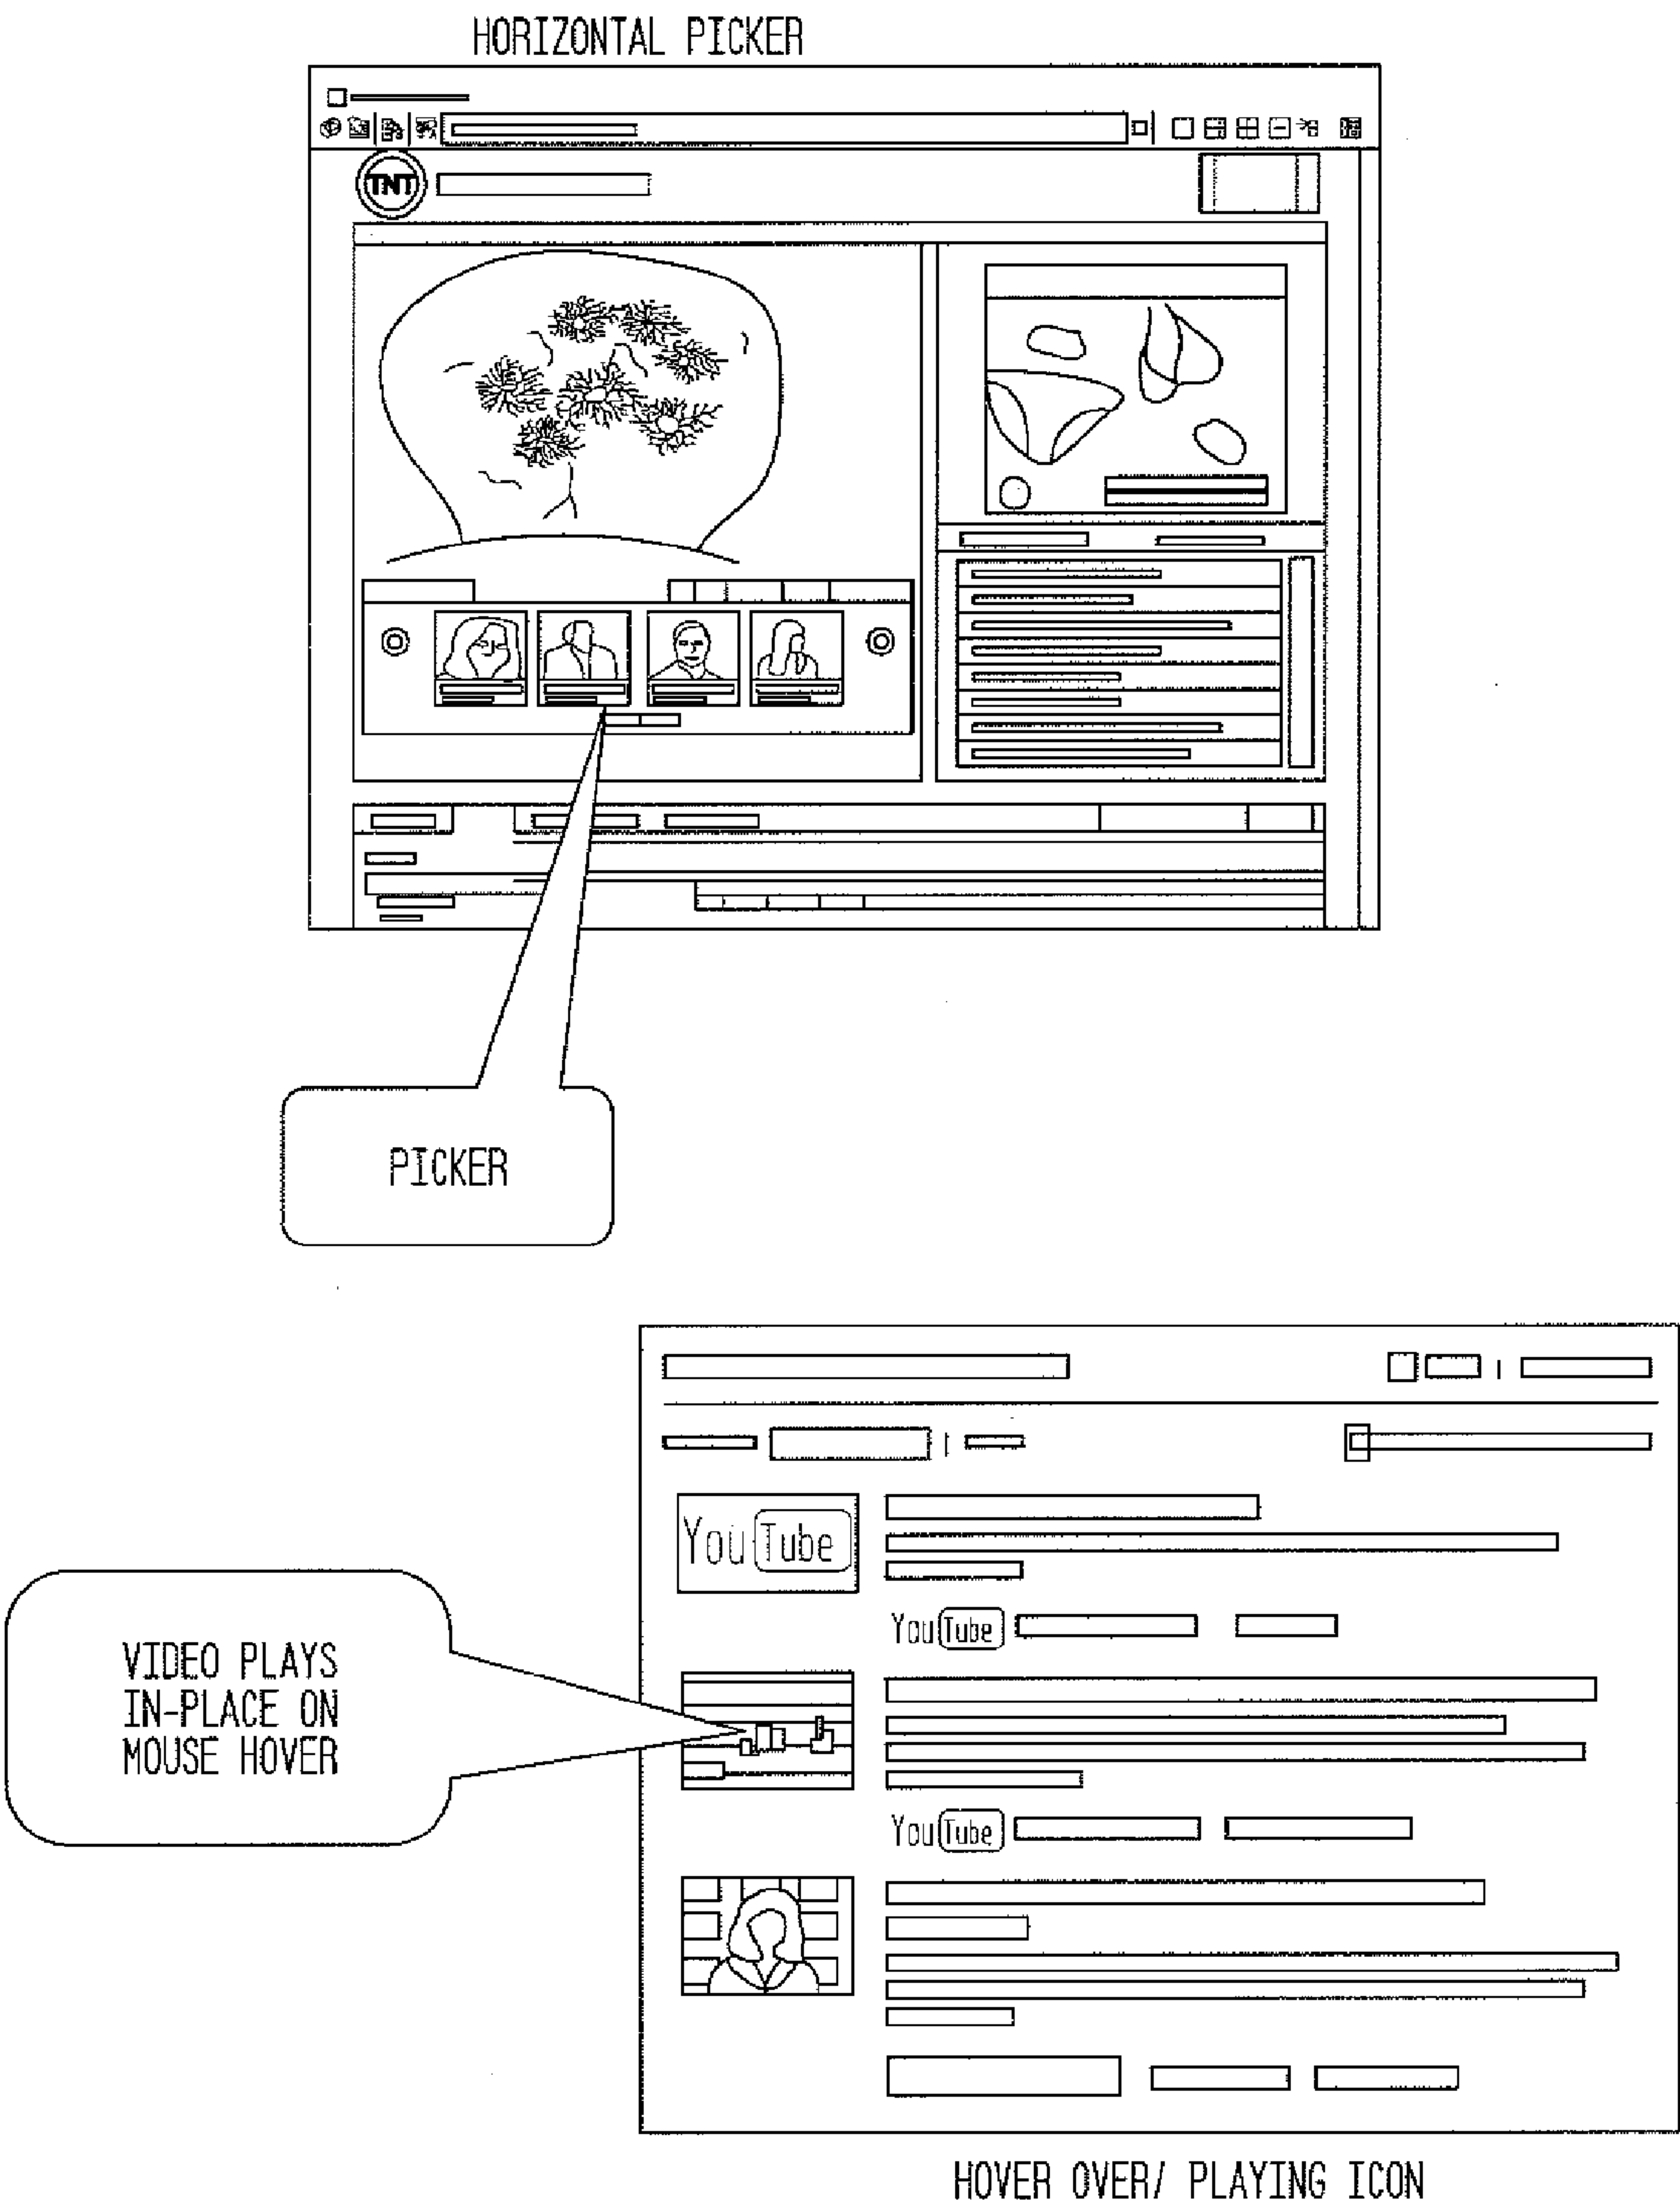 HORIZONTAL PICKER
TNT
PICKER
YouTube
YouTube
VIDEO PLAYS
IN-PLACE ON
MOUSE HOVER
YouTube
HOVER OVER/ PLAYING ICON